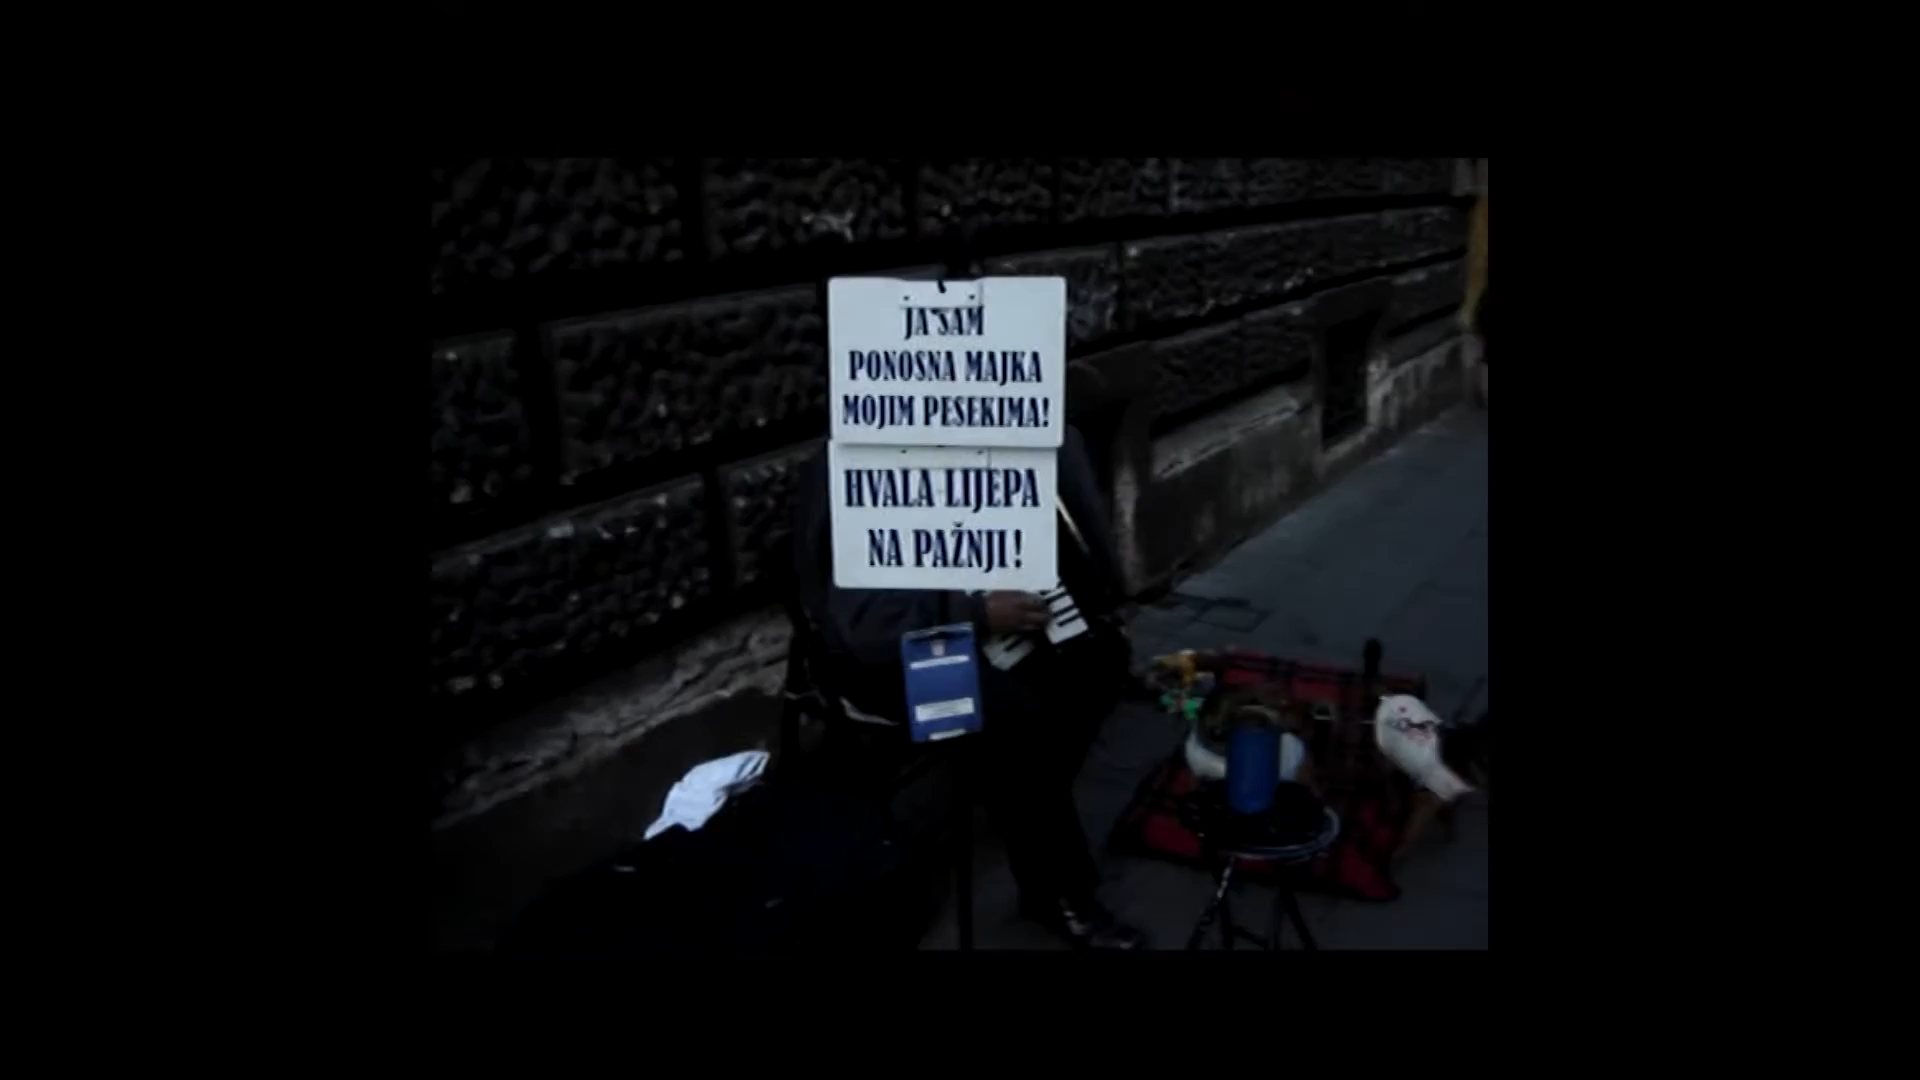 JA SAM
PONOSNA MAJKA
MOJIM PESEKIMA!
HVALA LIJEPA
NA PAŽNJI!